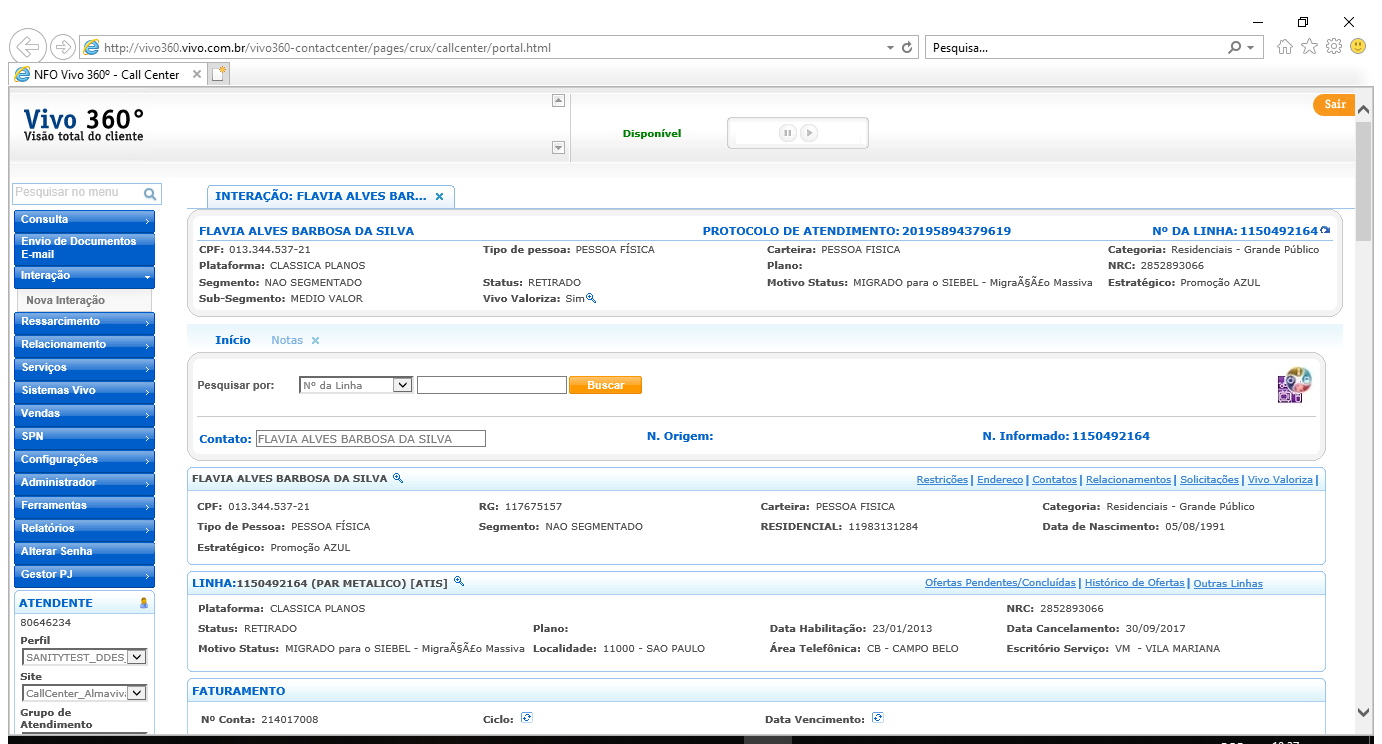 http://vivo360.vivo.com.br/vivo360-contactcenter/pages/crux/callcenter/portal.html
Pesquisa...
NFO Vivo 360º - Call Center
Vivo 360°
Visão total do cliente
Disponível
Sair
Pesquisar no menu
Consulta
Envio de Documentos
E-mail
Interação
Nova Interação
Ressarcimento
Relacionamento
Serviços
Sistemas Vivo
Vendas
SPN
Configurações
Administrador
Ferramentas
Relatórios
Alterar Senha
Gestor PJ
ATENDENTE
80646234
Perfil
SANITYTEST_DDES
Site
CallCenter_Almaviv
Grupo de
Atendimento
INTERAÇÃO: FLAVIA ALVES BAR...
FLAVIA ALVES BARBOSA DA SILVA PROTOCOLO DE ATENDIMENTO: 20195894379619 Nº DA LINHA: 1150492164
CPF: 013.344.537-21 Tipo de pessoa: PESSOA FÍSICA Carteira: PESSOA FISICA Categoria: Residenciais - Grande Público
Plataforma: CLASSICA PLANOS Plano: NRC: 2852893066
Segmento: NAO SEGMENTADO Status: RETIRADO Motivo Status: MIGRADO para o SIEBEL - MigraÃ§Ã£o Massiva Estratégico: Promoção AZUL
Sub-Segmento: MEDIO VALOR Vivo Valoriza: Sim
Início Notas
Pesquisar por: Nº da Linha Buscar
Contato: FLAVIA ALVES BARBOSA DA SILVA N. Origem: N. Informado: 1150492164
FLAVIA ALVES BARBOSA DA SILVA Restrições | Endereço | Contatos | Relacionamentos | Solicitações | Vivo Valoriza |
CPF: 013.344.537-21 RG: 117675157 Carteira: PESSOA FISICA Categoria: Residenciais - Grande Público
Tipo de Pessoa: PESSOA FÍSICA Segmento: NAO SEGMENTADO RESIDENCIAL: 11983131284 Data de Nascimento: 05/08/1991
Estratégico: Promoção AZUL
LINHA:1150492164 (PAR METALICO) [ATIS] Ofertas Pendentes/Concluídas | Histórico de Ofertas | Outras Linhas
Plataforma: CLASSICA PLANOS NRC: 2852893066
Status: RETIRADO Plano: Data Habilitação: 23/01/2013 Data Cancelamento: 30/09/2017
Motivo Status: MIGRADO para o SIEBEL - MigraÃ§Ã£o Massiva Localidade: 11000 - SAO PAULO Área Telefônica: CB - CAMPO BELO Escritório Serviço: VM - VILA MARIANA
FATURAMENTO
Nº Conta: 214017008 Ciclo: Data Vencimento: